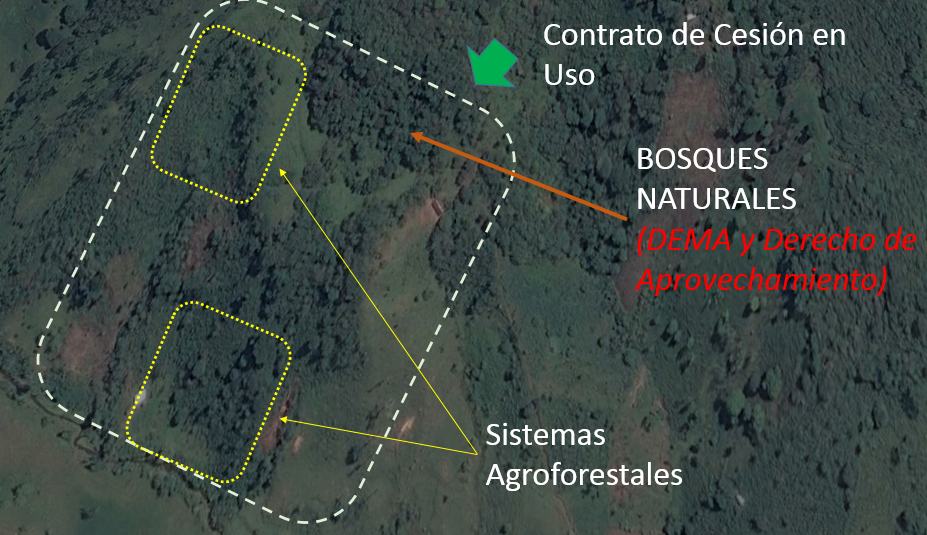 Contrato de Cesión en
Uso
BOSQUES
NATURALES
(DEMA y Derecho de
Aprovechamiento)
Sistemas
Agroforestales